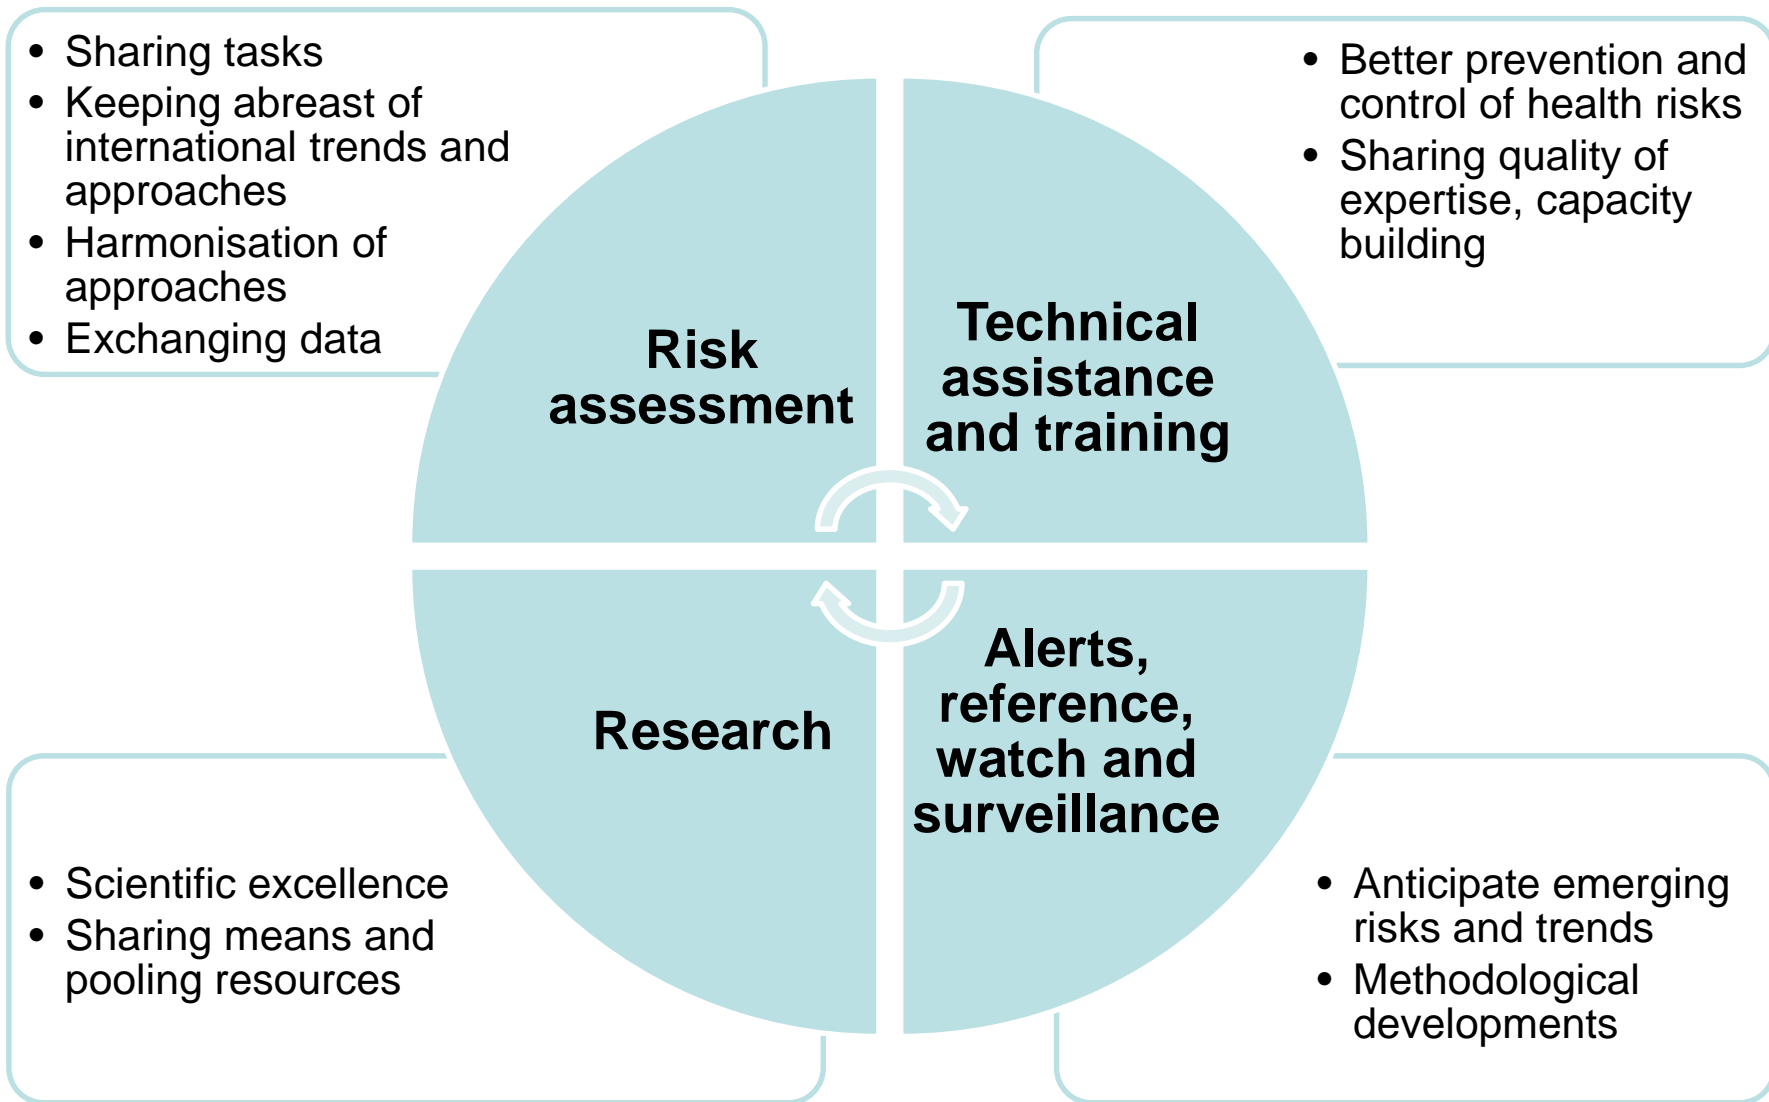 • Sharing tasks
• Keeping abreast of
international trends and
approaches
• Harmonisation of
approaches
• Exchanging data
• Better prevention and
control of health risks
• Sharing quality of
expertise, capacity
building
Risk
assessment
Technical
assistance
and training
Research
Alerts,
reference,
watch and
surveillance
• Scientific excellence
• Sharing means and
pooling resources
• Anticipate emerging
risks and trends
• Methodological
developments